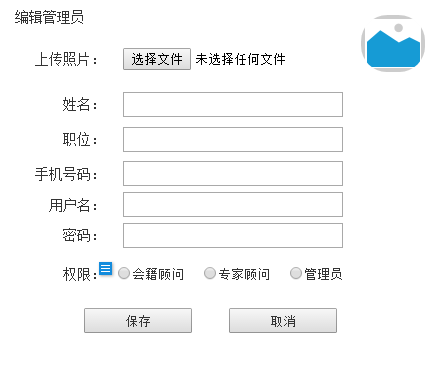 编辑管理员
上传照片： 选择文件 未选择任何文件
姓名：
职位：
手机号码：
用户名：
密码：
权限： 会籍顾问 专家顾问 管理员
保存 取消